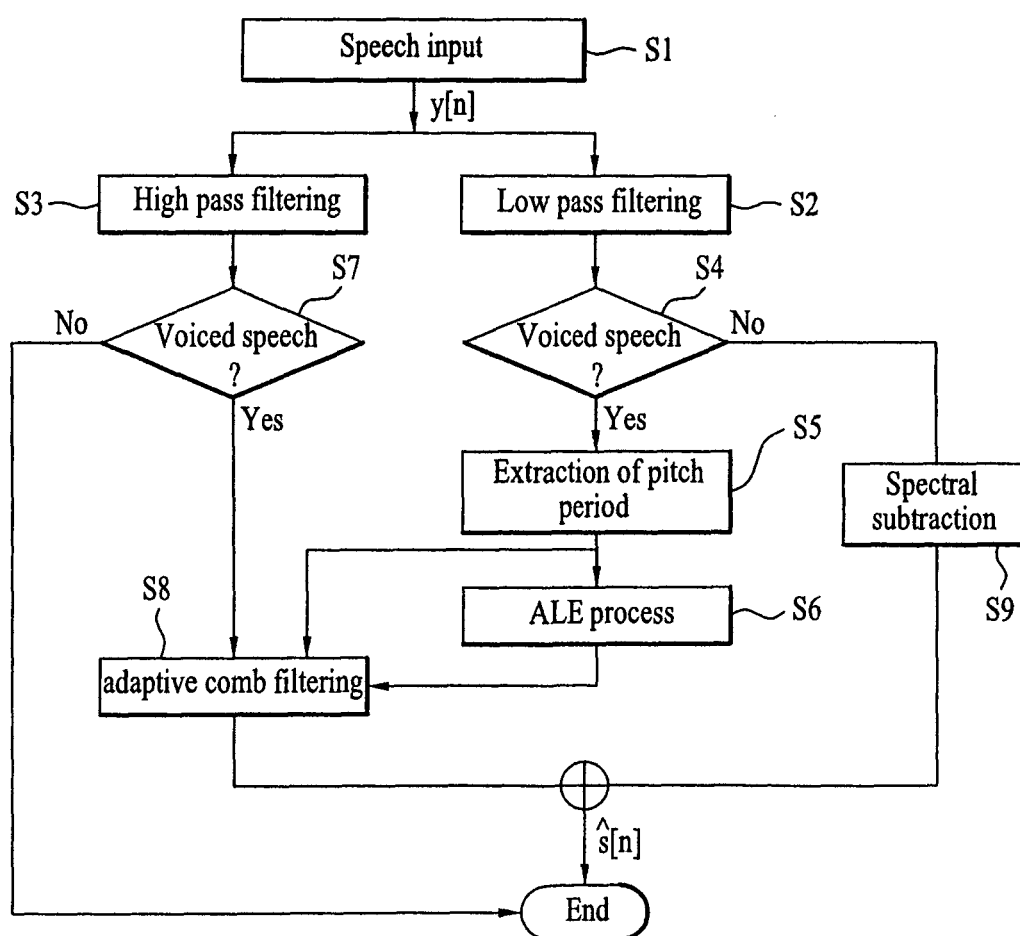 Speech input
S1
y[n]
S3
High pass filtering
Low pass filtering
S2
S7
S4
No
Voiced speech
?
Voiced speech
?
No
Yes
Yes
S5
Extraction of pitch
period
Spectral
subtraction
S8
ALE process
S6
S9
adaptive comb filtering
ŝ[n]
End